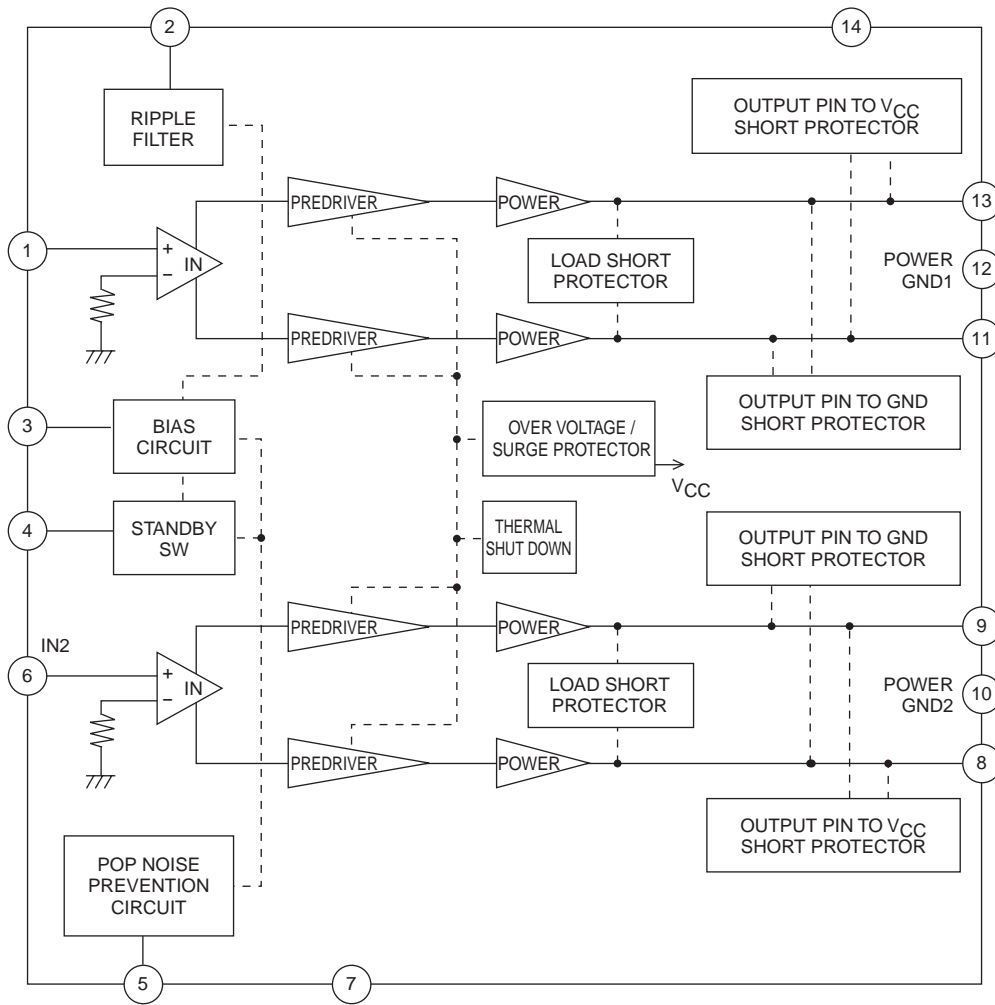 2
14
RIPPLE
FILTER
OUTPUT PIN TO VCC
SHORT PROTECTOR
PREDRIVER
POWER
13
1
+
−
IN
LOAD SHORT
PROTECTOR
POWER
GND1
12
PREDRIVER
POWER
11
3
BIAS
CIRCUIT
OVER VOLTAGE /
SURGE PROTECTOR
VCC
OUTPUT PIN TO GND
SHORT PROTECTOR
4
STANDBY
SW
THERMAL
SHUT DOWN
OUTPUT PIN TO GND
SHORT PROTECTOR
PREDRIVER
POWER
9
IN2
6
+
−
IN
LOAD SHORT
PROTECTOR
POWER
GND2
10
PREDRIVER
POWER
8
POP NOISE
PREVENTION
CIRCUIT
OUTPUT PIN TO VCC
SHORT PROTECTOR
5
7